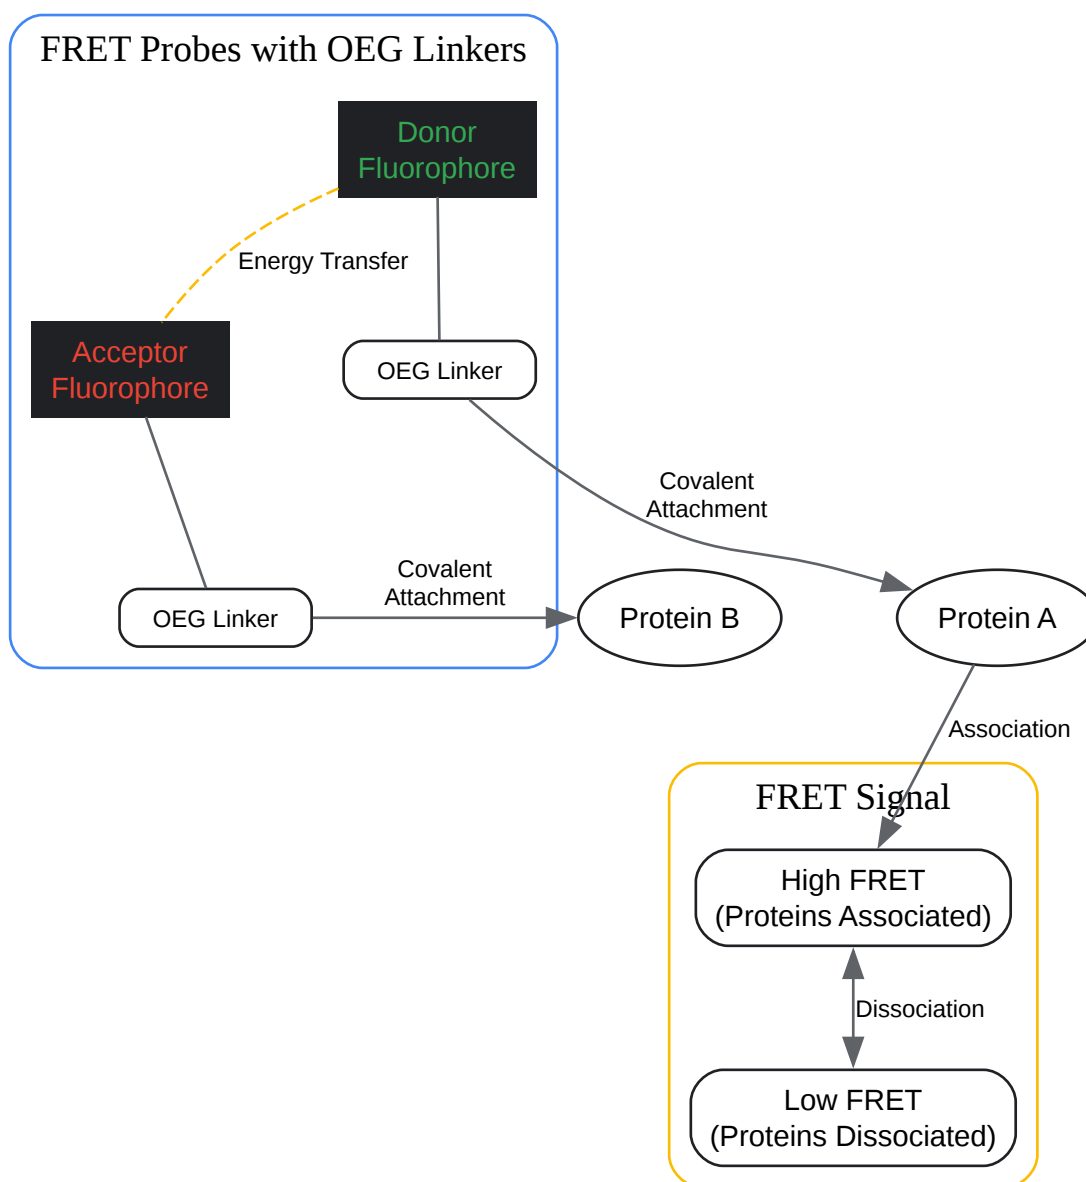 FRET Probes with OEG Linkers
Donor
Fluorophore
Energy Transfer
Acceptor
Fluorophore
OEG Linker
Covalent
Attachment
Covalent
Attachment
OEG Linker
Protein B
Protein A
Association
FRET Signal
High FRET
(Proteins Associated)
Dissociation
Low FRET
(Proteins Dissociated)